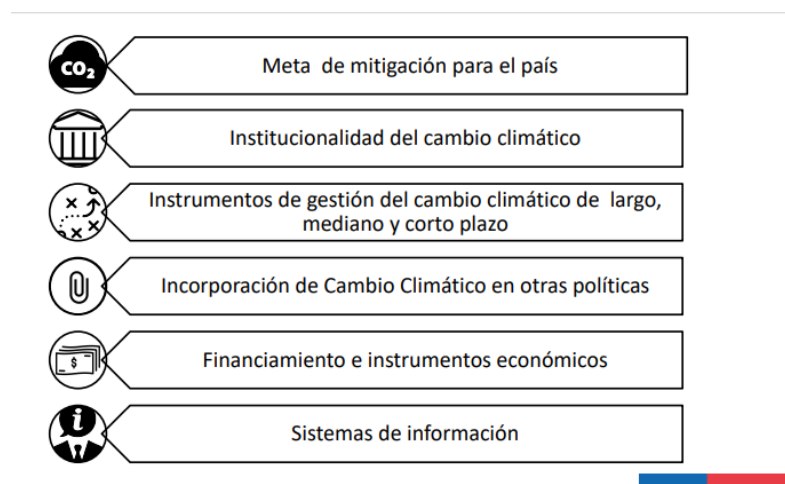 CO₂
Meta de mitigación para el país
Institucionalidad del cambio climático
Instrumentos de gestión del cambio climático de largo,
mediano y corto plazo
Incorporación de Cambio Climático en otras políticas
$
Financiamiento e instrumentos económicos
i
Sistemas de información